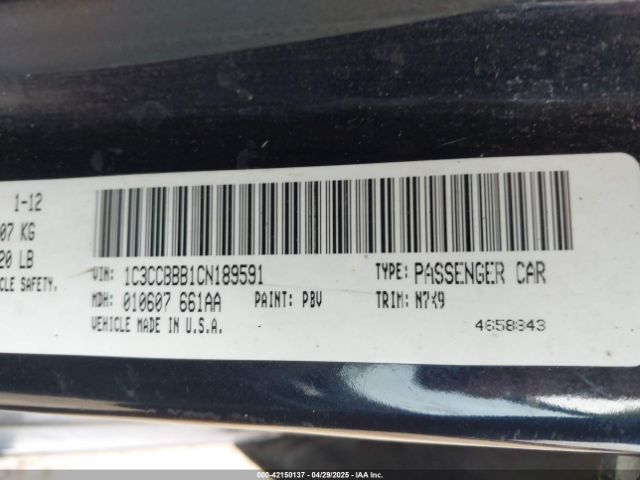 1-12
07 KG
20 LB
CLE SAFETY.
VIN: 1C3CCBBB1CN189591
TYPE: PASSENGER CAR
MDH: 010607 661AA
PAINT: PBV
TRIM: N7X9
VEHICLE MADE IN U.S.A.
4658843
000-42150137 - 04/29/2025 - IAA Inc.